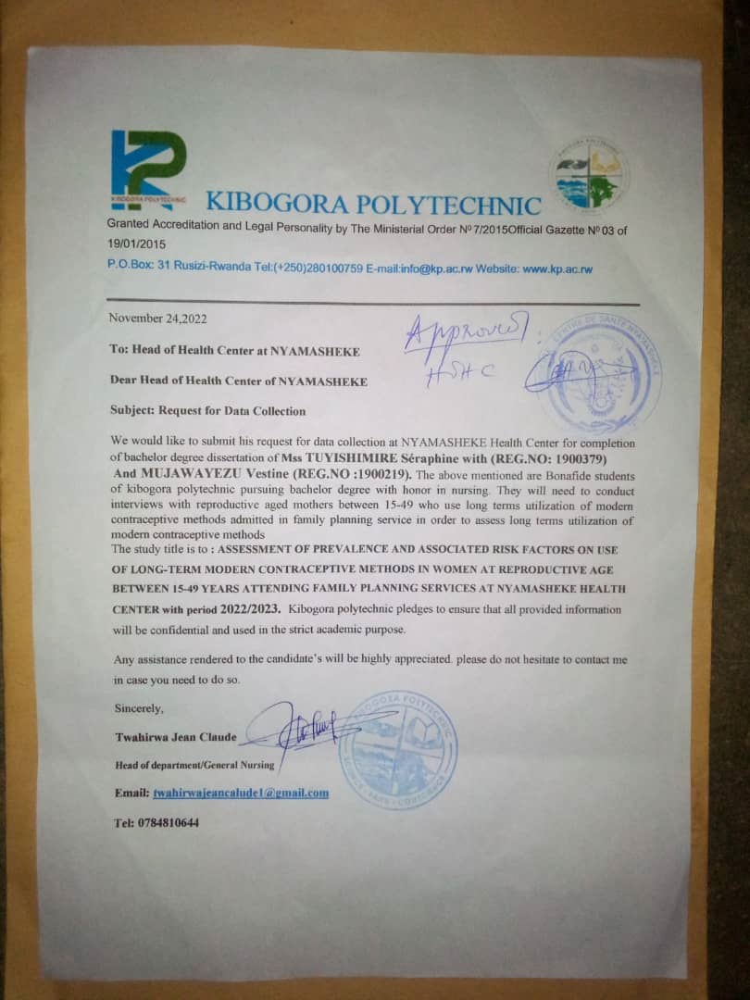 KIBOGORA POLYTECHNIC
KIBOGORA POLYTECHNIC
Granted Accreditation and Legal Personality by The Ministerial Order Nº 7/2015Official Gazette Nº 03 of
19/01/2015
P.O.Box: 31 Rusizi-Rwanda Tel:(+250)280100759 E-mail:info@kp.ac.rw Website: www.kp.ac.rw
November 24,2022
Approved
HSHC
CENTRE DE SANTE NYAMASHEKE
To: Head of Health Center at NYAMASHEKE
Dear Head of Health Center of NYAMASHEKE
Subject: Request for Data Collection
We would like to submit his request for data collection at NYAMASHEKE Health Center for completion
of bachelor degree dissertation of Mss TUYISHIMIRE Séraphine with (REG.NO: 1900379)
And MUJAWAYEZU Vestine (REG.NO :1900219). The above mentioned are Bonafide students
of kibogora polytechnic pursuing bachelor degree with honor in nursing. They will need to conduct
interviews with reproductive aged mothers between 15-49 who use long terms utilization of modern
contraceptive methods admitted in family planning service in order to assess long terms utilization of
modern contraceptive methods
The study title is to : ASSESSMENT OF PREVALENCE AND ASSOCIATED RISK FACTORS ON USE
OF LONG-TERM MODERN CONTRACEPTIVE METHODS IN WOMEN AT REPRODUCTIVE AGE
BETWEEN 15-49 YEARS ATTENDING FAMILY PLANNING SERVICES AT NYAMASHEKE HEALTH
CENTER with period 2022/2023. Kibogora polytechnic pledges to ensure that all provided information
will be confidential and used in the strict academic purpose.
Any assistance rendered to the candidate's will be highly appreciated. please do not hesitate to contact me
in case you need to do so.
Sincerely,
Twahirwa Jean Claude
Head of department/General Nursing
KIBOGORA POLYTECHNIC
Email: twahirwajeancalude1@gmail.com
Tel: 0784810644